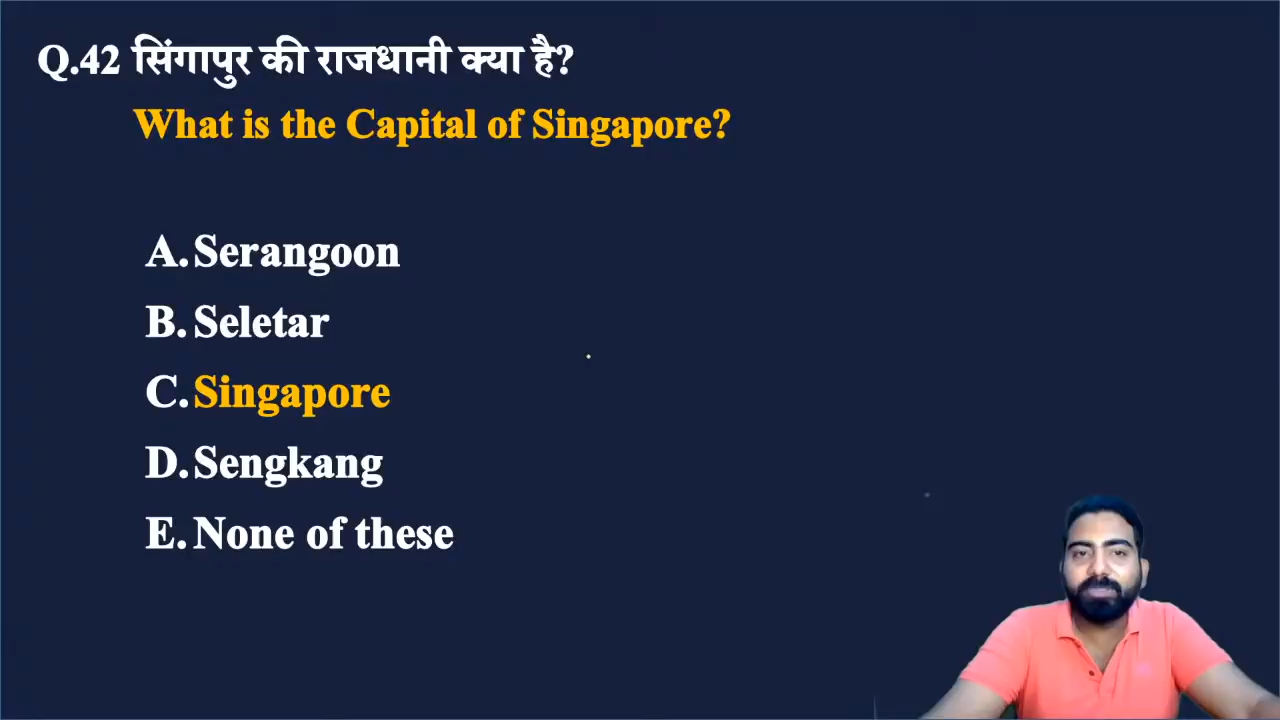 Q.42 सिंगापुर की राजधानी क्या है?
What is the Capital of Singapore?
A. Serangoon
B. Seletar
C. Singapore
D. Sengkang
E. None of these